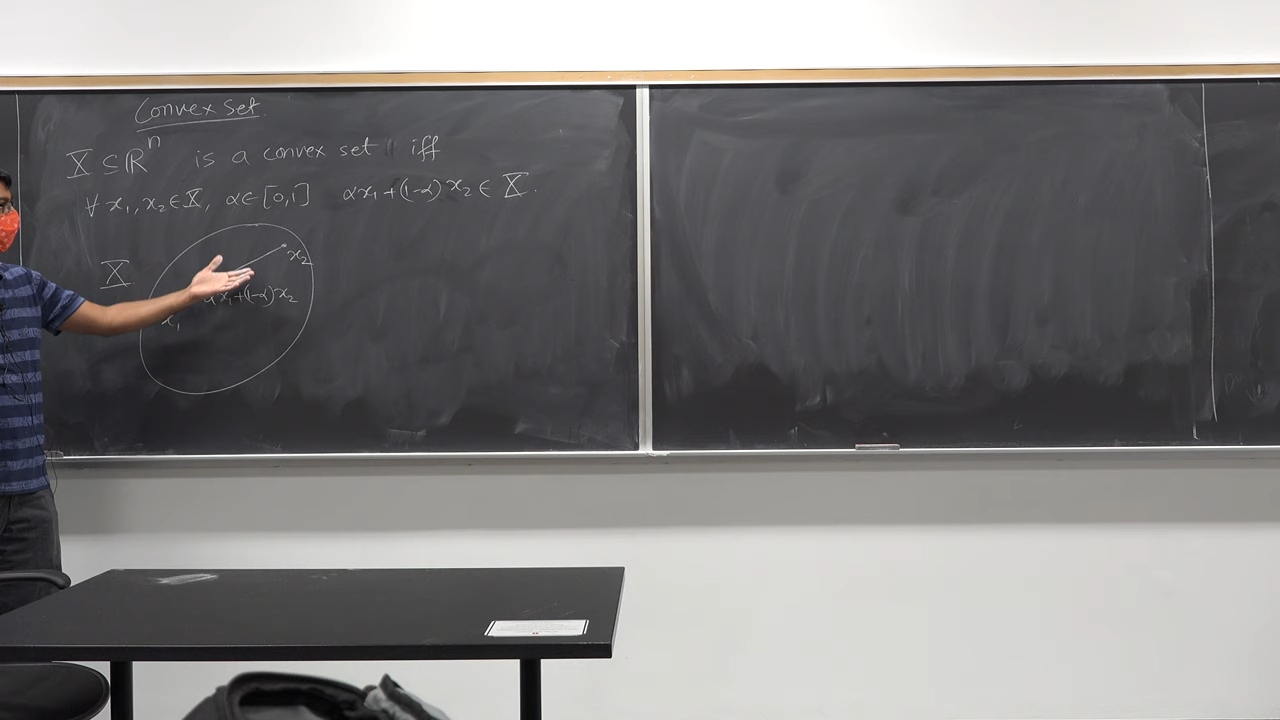 Convex Set
X ⊆ ℝⁿ is a convex set iff
∀ x₁, x₂ ∈ X, α ∈ [0,1] αx₁ + (1-α) x₂ ∈ X.
x₂
X
αx₁+(1-α)x₂
x₁